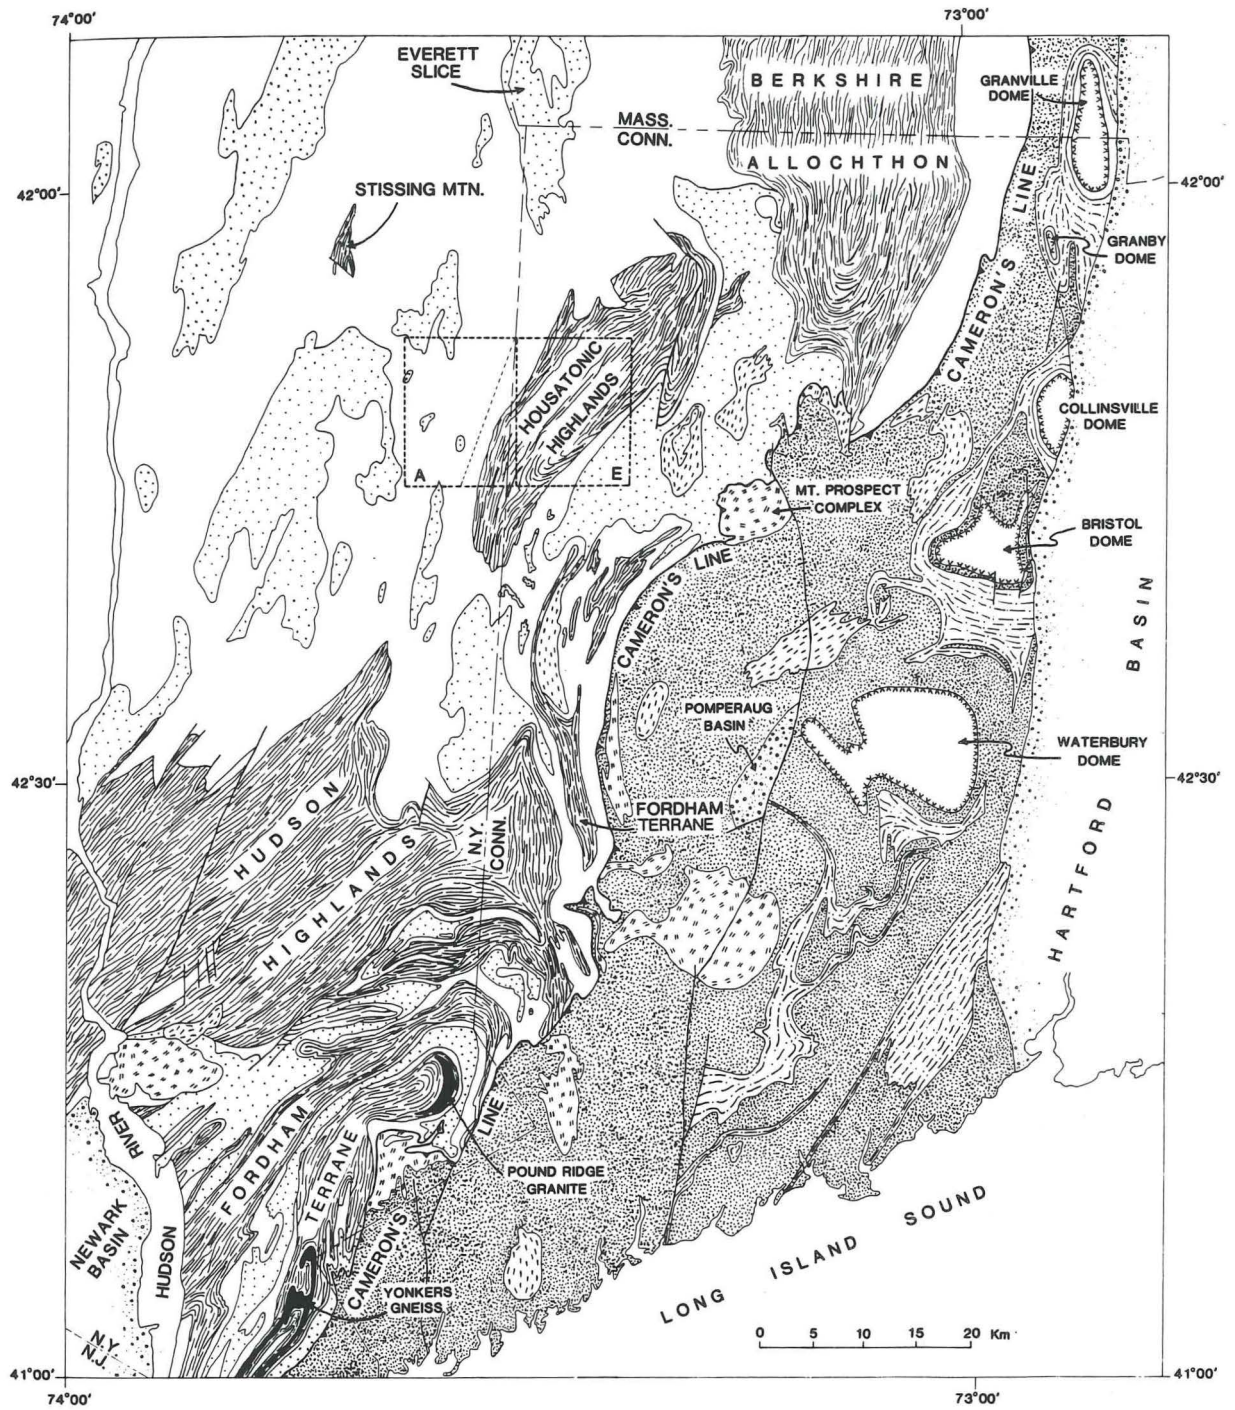 74°00'
73°00'
EVERETT
SLICE
BERKSHIRE
GRANVILLE
DOME
MASS.
CONN.
ALLOCHTHON
42°00'
42°00'
STISSING MTN.
CAMERON'S LINE
GRANBY
DOME
HOUSATONIC
HIGHLANDS
COLLINSVILLE
DOME
A
E
MT. PROSPECT
COMPLEX
BRISTOL
DOME
CAMERON'S LINE
HARTFORD BASIN
POMPERAUG
BASIN
WATERBURY
DOME
42°30'
42°30'
HUDSON
HIGHLANDS
N.Y.
CONN.
FORDHAM
TERRANE
FORDHAM
TERRANE
CAMERON'S LINE
POUND RIDGE
GRANITE
HUDSON RIVER
NEWARK
BASIN
YONKERS
GNEISS
LONG ISLAND SOUND
N.Y.
N.J.
0 5 10 15 20 Km
41°00'
41°00'
74°00'
73°00'